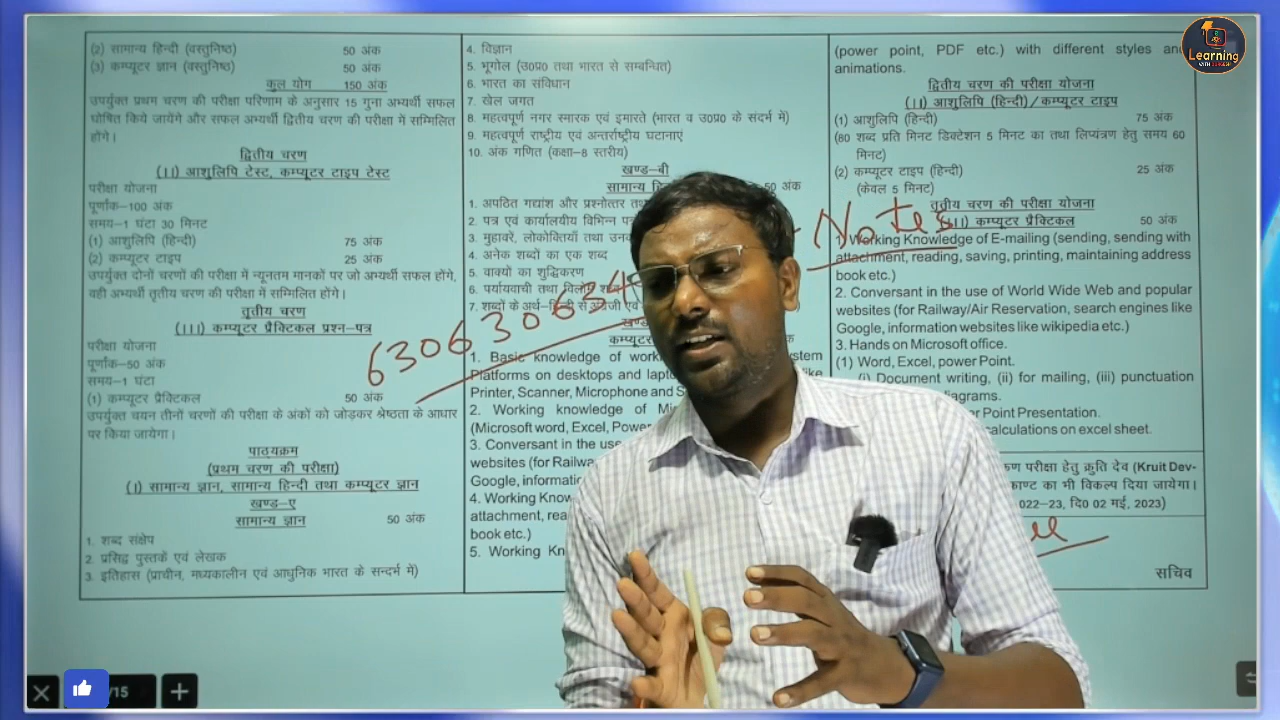 (2) सामान्य हिन्दी (वस्तुनिष्ठ) 50 अंक
(3) कम्प्यूटर ज्ञान (वस्तुनिष्ठ) 50 अंक
कुल योग 150 अंक
उपर्युक्त प्रथम चरण की परीक्षा परिणाम के अनुसार 15 गुना अभ्यर्थी सफल
घोषित किये जायेंगे और सफल अभ्यर्थी द्वितीय चरण की परीक्षा में सम्मिलित
होंगे।
द्वितीय चरण
(II) आशुलिपि टेस्ट, कम्प्यूटर टाइप टेस्ट
परीक्षा योजना
पूर्णांक-100 अंक
समय-1 घंटा 30 मिनट
(1) आशुलिपि (हिन्दी) 75 अंक
(2) कम्प्यूटर टाइप 25 अंक
उपर्युक्त दोनों चरणों की परीक्षा में न्यूनतम मानकों पर जो अभ्यर्थी सफल होंगे,
वही अभ्यर्थी तृतीय चरण की परीक्षा में सम्मिलित होंगे।
तृतीय चरण
(III) कम्प्यूटर प्रैक्टिकल प्रश्न-पत्र
परीक्षा योजना
पूर्णांक-50 अंक
समय-1 घंटा
(1) कम्प्यूटर प्रैक्टिकल 50 अंक
उपर्युक्त चयन तीनों चरणों की परीक्षा के अंकों को जोड़कर श्रेष्ठता के आधार
पर किया जायेगा।
पाठ्यक्रम
(प्रथम चरण की परीक्षा)
(I) सामान्य ज्ञान, सामान्य हिन्दी तथा कम्प्यूटर ज्ञान
खण्ड-ए
सामान्य ज्ञान 50 अंक
1. शब्द संक्षेप
2. प्रसिद्व पुस्तकें एवं लेखक
3. इतिहास (प्राचीन, मध्यकालीन एवं आधुनिक भारत के सन्दर्भ में)
4. विज्ञान
5. भूगोल (उ0प्र0 तथा भारत से सम्बन्धित)
6. भारत का संविधान
7. खेल जगत
8. महत्वपूर्ण नगर स्मारक एवं इमारते (भारत व उ0प्र0 के संदर्भ में)
9. महत्वपूर्ण राष्ट्रीय एवं अन्तर्राष्ट्रीय घटानाएं
10. अंक गणित (कक्षा-8 स्तरीय)
खण्ड-बी
सामान्य 50 अंक
1. अपठित गद्यांश और प्रश्नोत्तर
2. पत्र एवं कार्यालयीय विभिन्न
3. मुहावरें, लोकोक्तियाँ तथा
4. अनेक शब्दों का एक शब्द
5. वाक्यों का शुद्धिकरण
6. पर्यायवाची तथा विलोम
7. शब्दों के अर्थ-हिन्दी से अंग्रेजी एवं
630630634
1. Basic knowledge of
Platforms on desktops and
Printer, Scanner, Microphone and
2. Working knowledge of
(Microsoft word, Excel,
3. Conversant in the use
websites (for
Google,
4. Working
attachment,
book etc.)
5. Working
(power point, PDF etc.) with different styles and
animations.
द्वितीय चरण की परीक्षा योजना
(II) आशुलिपि (हिन्दी)/कम्प्यूटर टाइप
(1) आशुलिपि (हिन्दी) 75 अंक
(80 शब्द प्रति मिनट डिक्टेशन 5 मिनट का तथा लिप्यंत्रण हेतु समय 60
मिनट)
(2) कम्प्यूटर टाइप (हिन्दी) 25 अंक
(केवल 5 मिनट)
Notes
तृतीय चरण की परीक्षा योजना
कम्प्यूटर प्रैक्टिकल 50 अंक
1. Working Knowledge of E-mailing (sending, sending with
attachment, reading, saving, printing, maintaining address
book etc.)
2. Conversant in the use of World Wide Web and popular
websites (for Railway/Air Reservation, search engines like
Google, information websites like wikipedia etc.)
3. Hands on Microsoft office.
(1) Word, Excel, power Point.
(i) Document writing, (ii) for mailing, (iii) punctuation
Point Presentation.
calculations on excel sheet.
परीक्षा हेतु क्रुति देव (Kruit Dev-
का भी विकल्प दिया जायेगा।
022-23, दि0 02 मई, 2023)
सचिव
/15
Learning